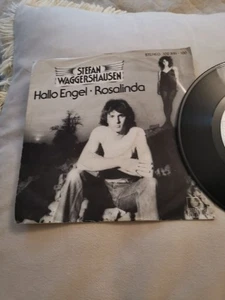 STEFAN
WAGGERSHAUSEN
Hallo Engel · Rosalinda